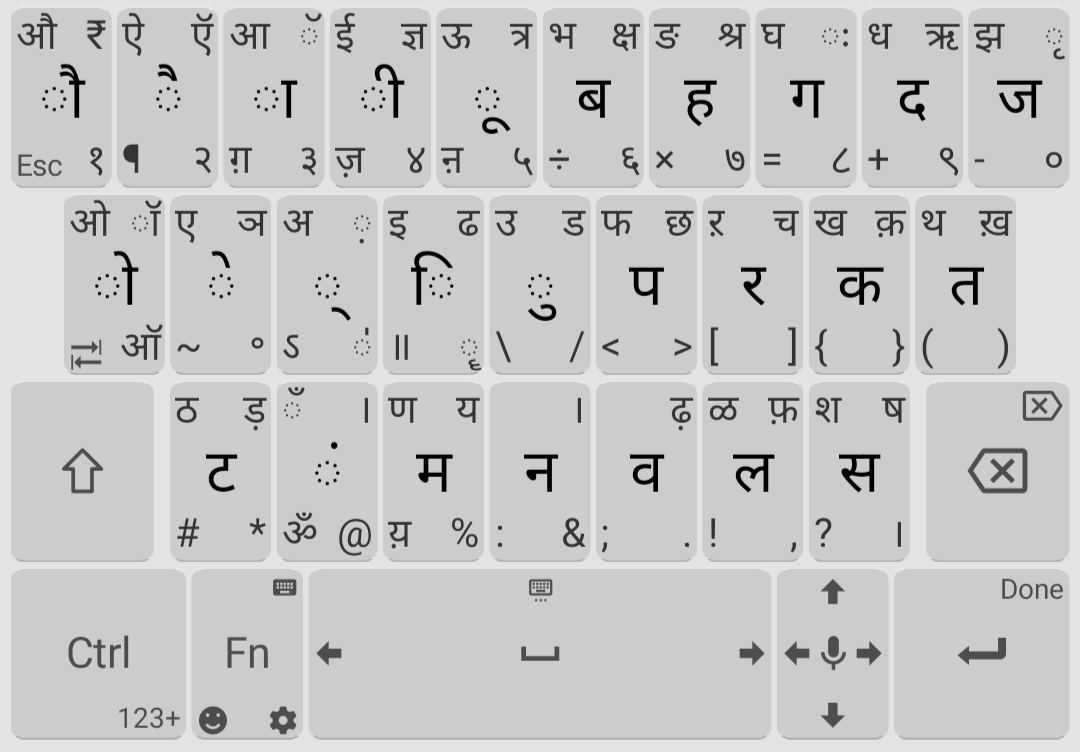 औ ₹ ऐ ऍ आ ॅ ई ज्ञ ऊ त्र भ क्ष ङ श्र घ ः ध ऋ झ ृ
ौ ै ा ी ू ब ह ग द ज
Esc १ ¶ २ ग़ ३ ज़ ४ ऩ ५ ÷ ६ × ७ = ८ + ९ - ०
ओ ॉ ए ञ अ ़ इ ढ उ ड फ छ ऱ च ख क़ थ ख़
ो े ् ि ु प र क त
ऑ ~ ° ऽ ॑ ॥ ॄ \ / < > [ ] { } ( )
ठ ड़ ँ । ण य । ढ़ ळ फ़ श ष
ट ं म न व ल स
# * ॐ @ य़ % : & ; . ! , ? ।
Done
Ctrl Fn
123+